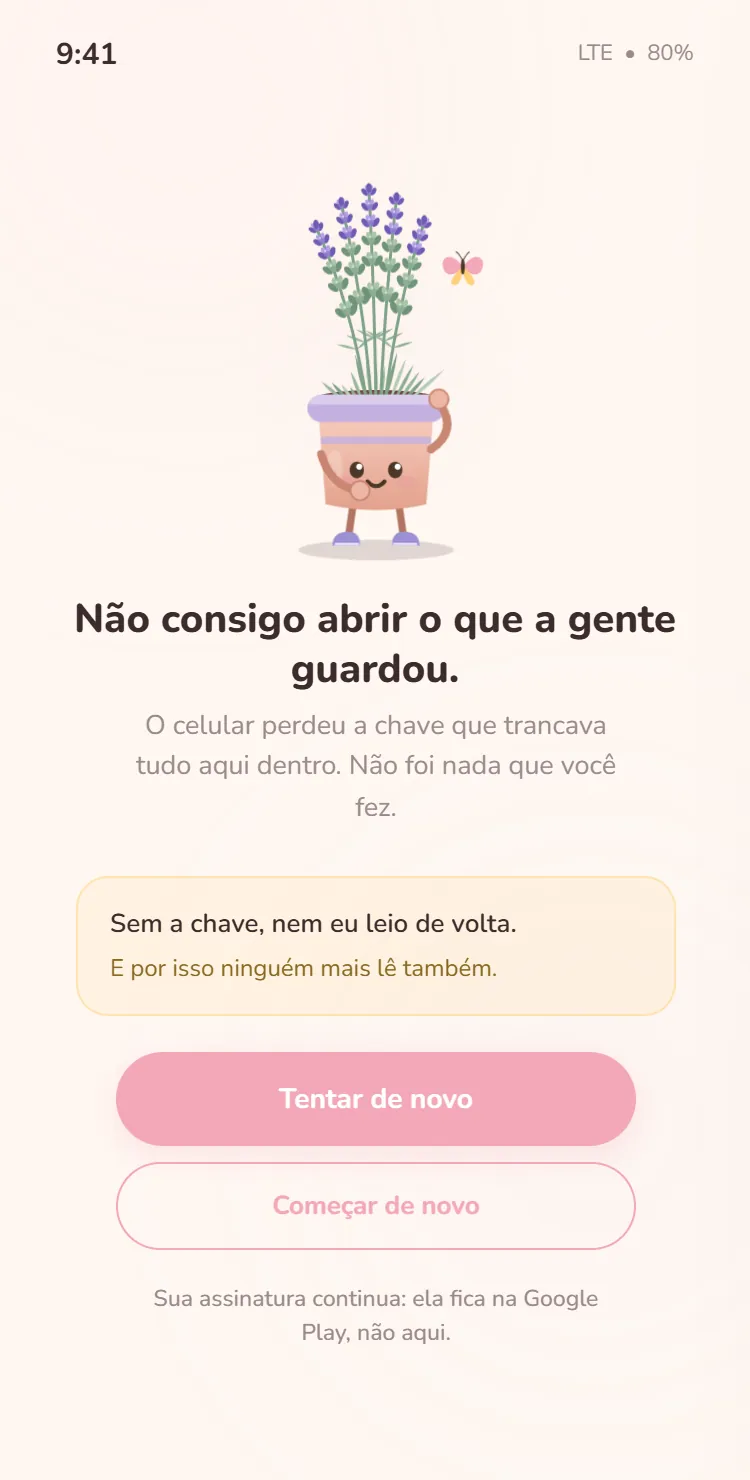 9:41
LTE • 80%
Não consigo abrir o que a gente
guardou.
O celular perdeu a chave que trancava
tudo aqui dentro. Não foi nada que você
fez.
Sem a chave, nem eu leio de volta.
E por isso ninguém mais lê também.
Tentar de novo
Começar de novo
Sua assinatura continua: ela fica na Google
Play, não aqui.